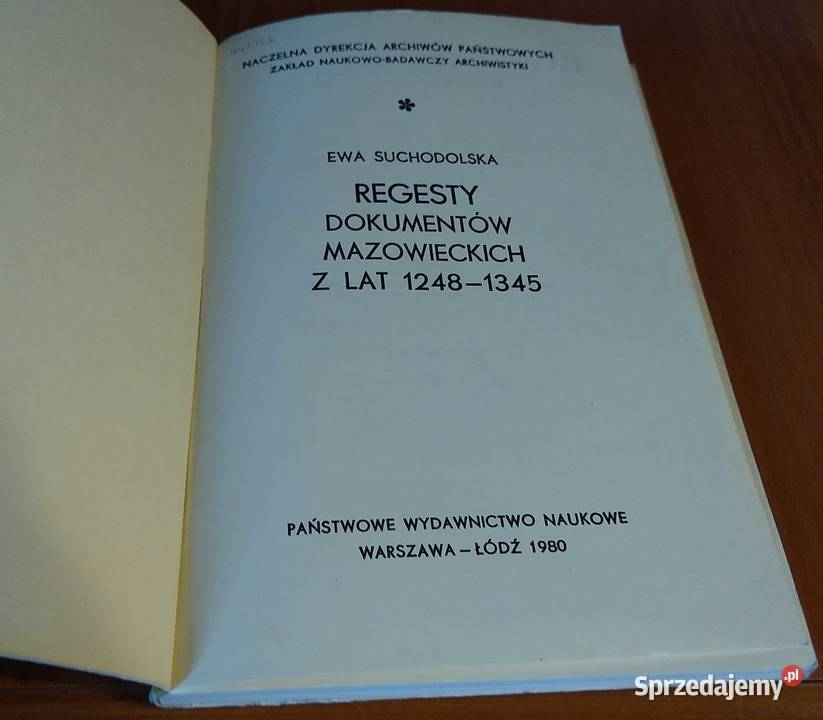 NACZELNA DYREKCJA ARCHIWÓW PAŃSTWOWYCH
ZAKŁAD NAUKOWO-BADAWCZY ARCHIWISTYKI
*
EWA SUCHODOLSKA
REGESTY
DOKUMENTÓW
MAZOWIECKICH
Z LAT 1248–1345
PAŃSTWOWE WYDAWNICTWO NAUKOWE
WARSZAWA – ŁÓDŹ 1980
Sprzedajemy.pl